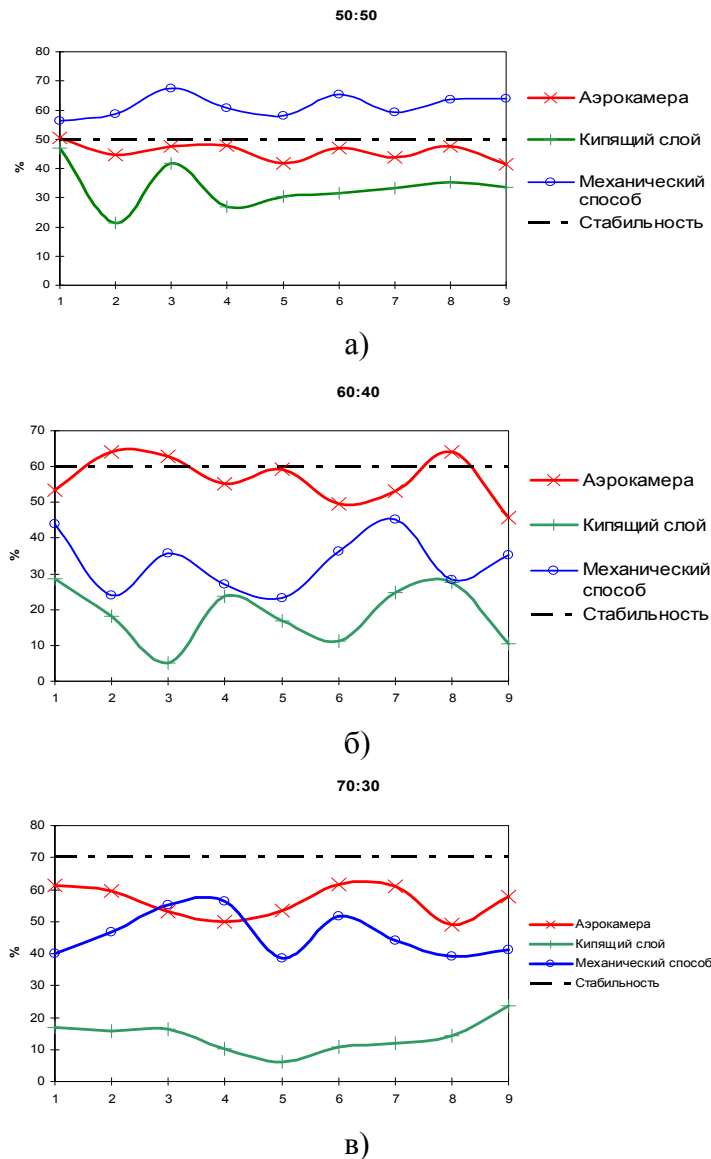 50:50
80
70
60
50
40
30
20
10
0
%
1 2 3 4 5 6 7 8 9
Аэрокамера
Кипящий слой
Механический
способ
Стабильность
а)
60:40
70
60
50
40
30
20
10
0
%
1 2 3 4 5 6 7 8 9
Аэрокамера
Кипящий слой
Механический
способ
Стабильность
б)
70:30
80
70
60
50
40
30
20
10
0
%
1 2 3 4 5 6 7 8 9
Аэрокамера
Кипящий слой
Механический способ
Стабильность
в)